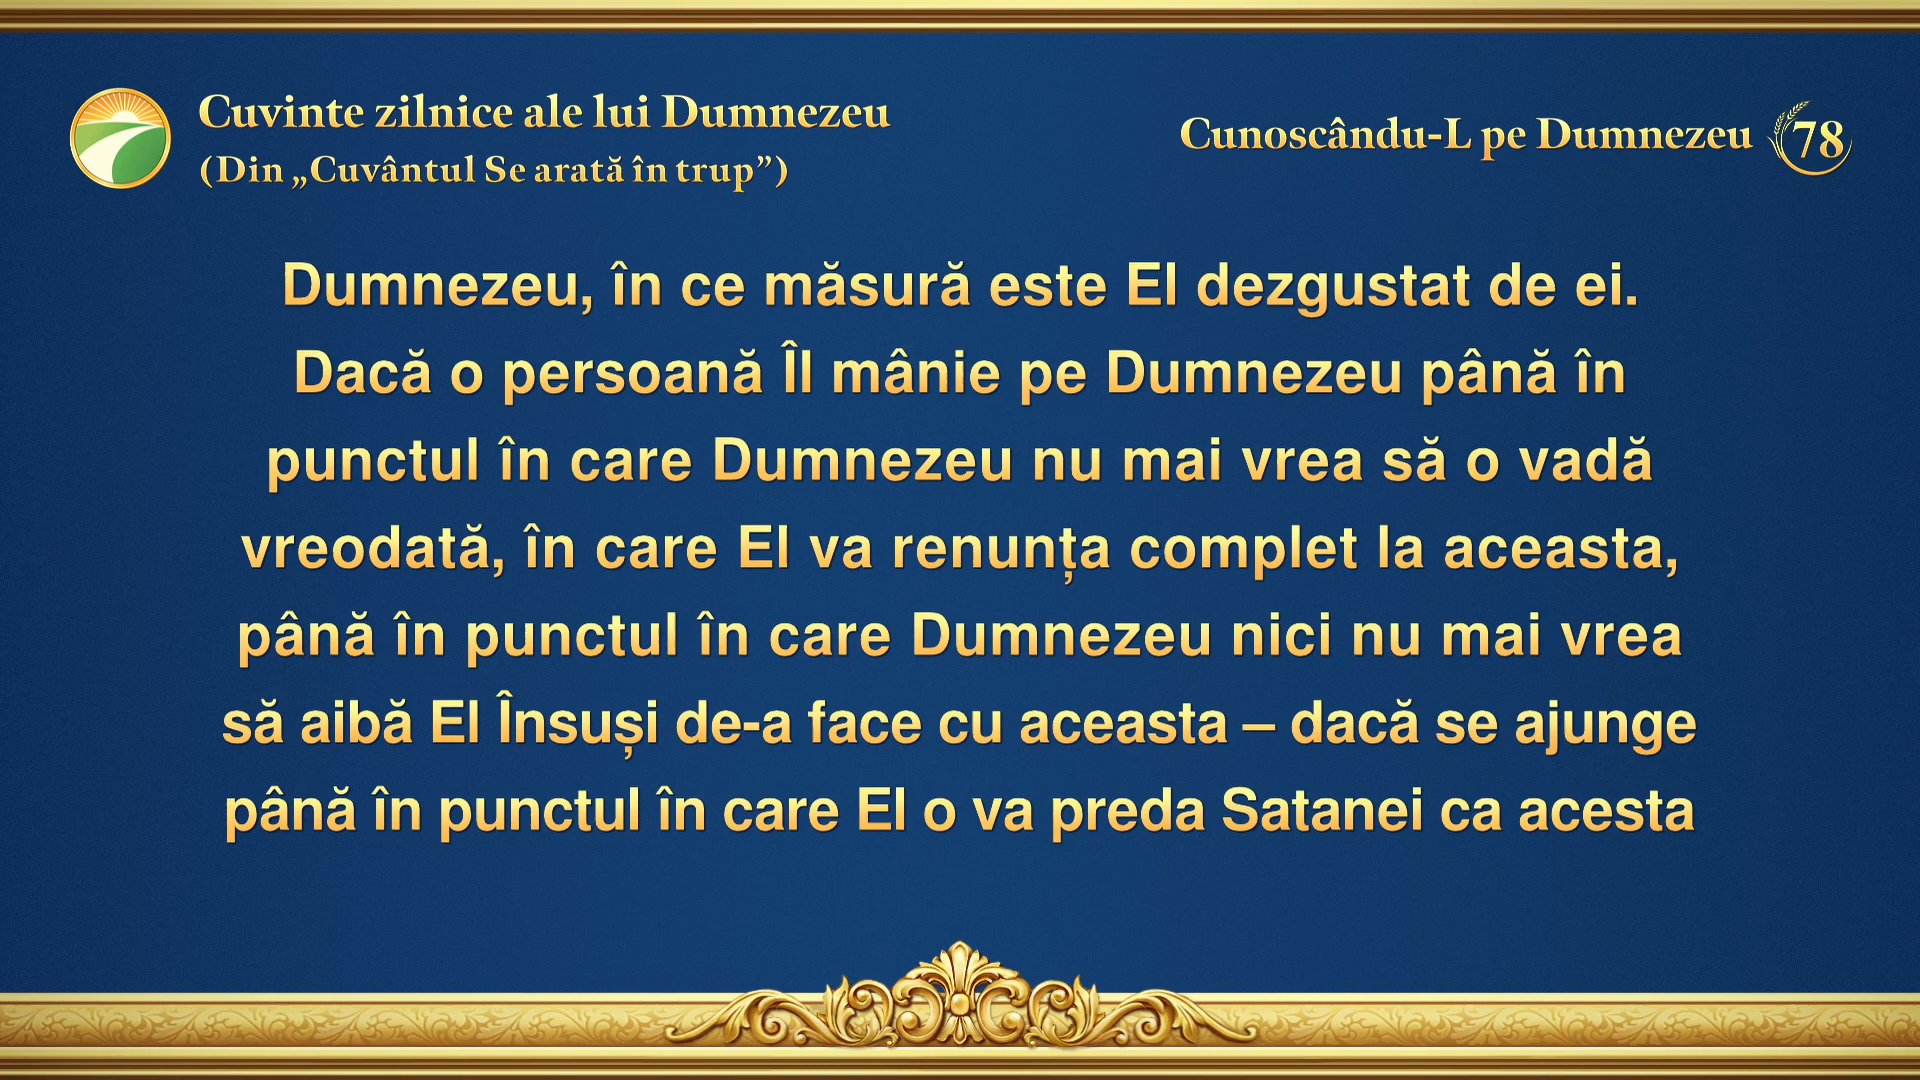 Cuvinte zilnice ale lui Dumnezeu
(Din „Cuvântul Se arată în trup”)
Cunoscându-L pe Dumnezeu 78
Dumnezeu, în ce măsură este El dezgustat de ei.
Dacă o persoană Îl mânie pe Dumnezeu până în
punctul în care Dumnezeu nu mai vrea să o vadă
vreodată, în care El va renunța complet la aceasta,
până în punctul în care Dumnezeu nici nu mai vrea
să aibă El Însuși de-a face cu aceasta – dacă se ajunge
până în punctul în care El o va preda Satanei ca acesta